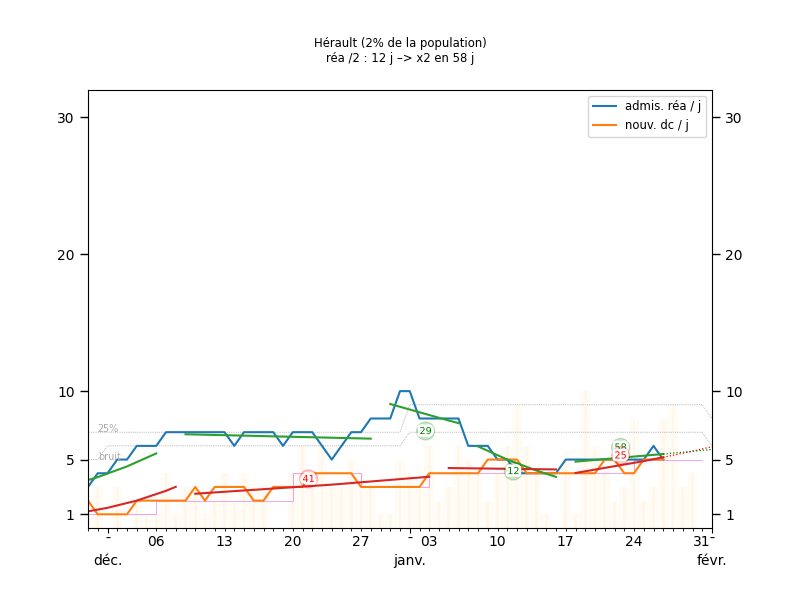 Hérault (2% de la population)
réa /2 : 12 j –> x2 en 58 j
admis. réa / j
nouv. dc / j
30 30
20 20
10 10
25%
29
bruit
58
5 5
25
12
41
1 1
- 06 13 20 27 - 03 10 17 24 31-
déc. janv. févr.